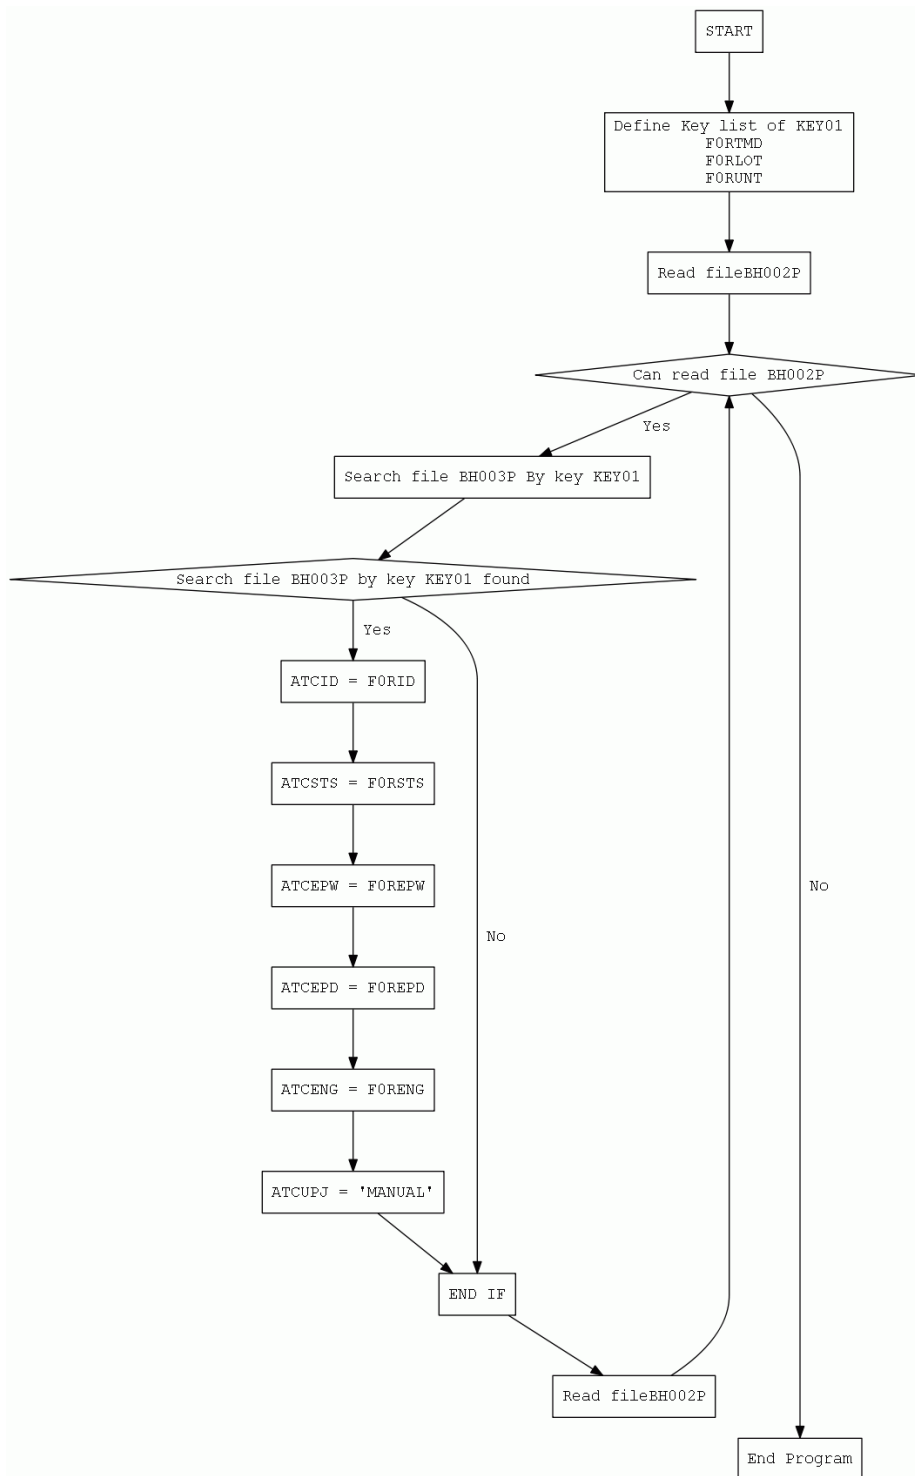 START
Define Key list of KEY01
F0RTMD
F0RLOT
F0RUNT
Read fileBH002P
Can read file BH002P
Yes
Search file BH003P By key KEY01
Search file BH003P by key KEY01 found
Yes
ATCID = F0RID
ATCSTS = F0RSTS
ATCEPW = F0REPW
No
ATCEPD = F0REPD
No
ATCENG = F0RENG
ATCUPJ = 'MANUAL'
END IF
Read fileBH002P
End Program